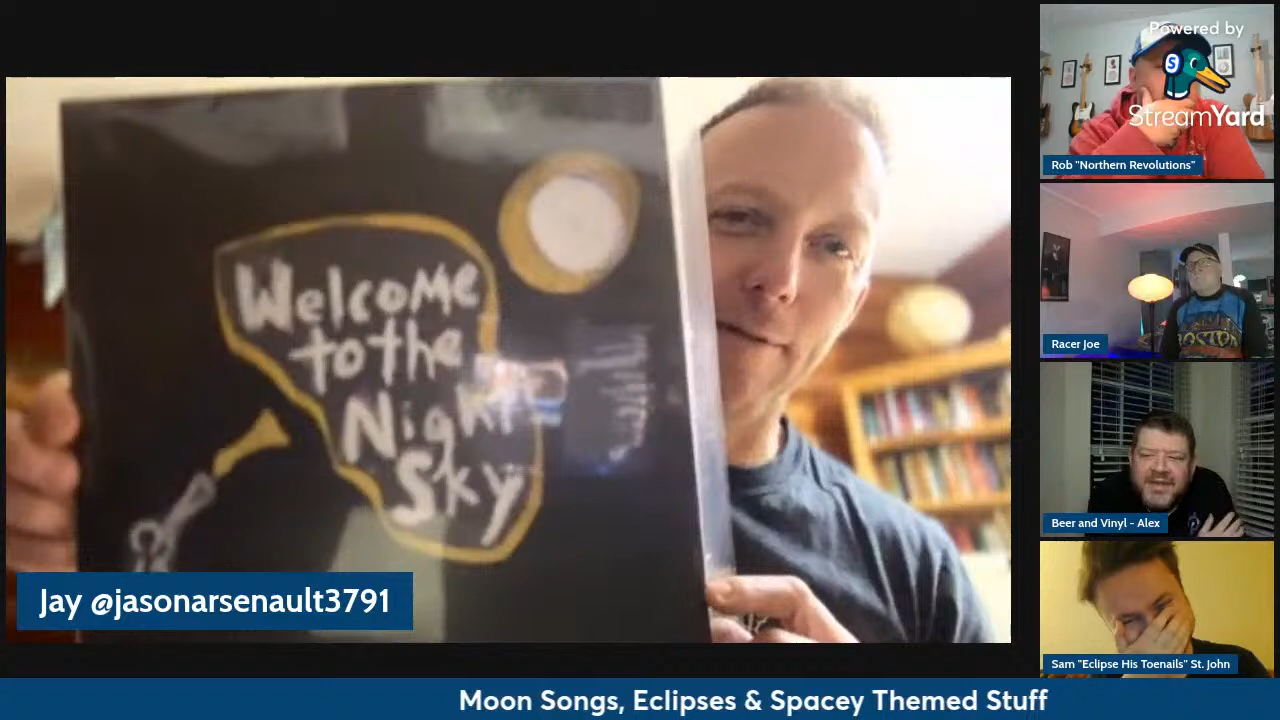 Welcome
to the
Night
Sky
Jay @jasonarsenault3791
Powered by
StreamYard
Rob "Northern Revolutions"
Racer Joe
BOSTON
Beer and Vinyl - Alex
Sam "Eclipse His Toenails" St. John
Moon Songs, Eclipses & Spacey Themed Stuff